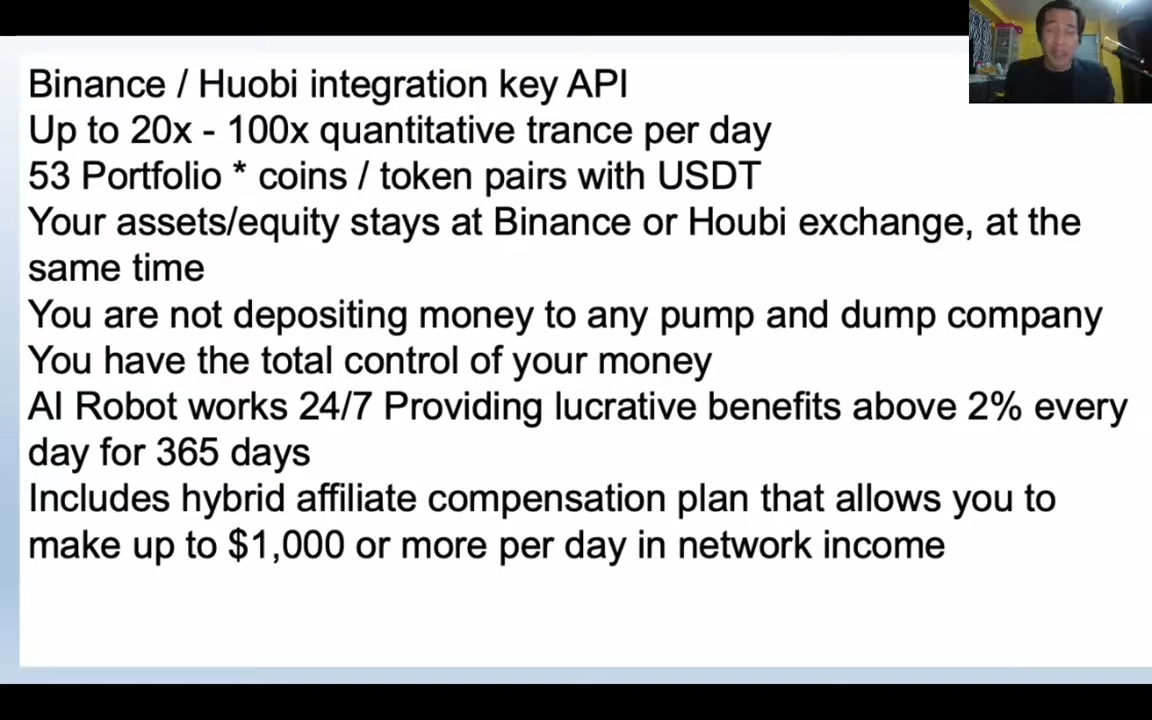 Binance / Huobi integration key API
Up to 20x - 100x quantitative trance per day
53 Portfolio * coins / token pairs with USDT
Your assets/equity stays at Binance or Houbi exchange, at the
same time
You are not depositing money to any pump and dump company
You have the total control of your money
AI Robot works 24/7 Providing lucrative benefits above 2% every
day for 365 days
Includes hybrid affiliate compensation plan that allows you to
make up to $1,000 or more per day in network income